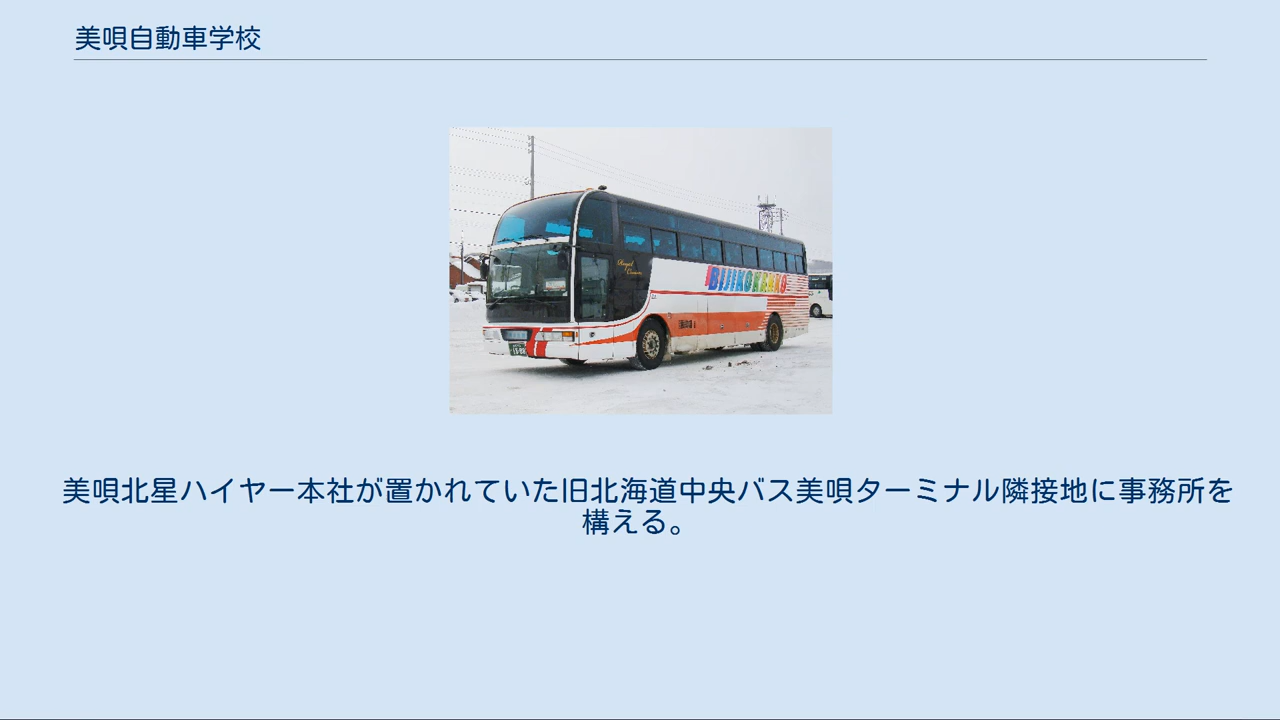 美唄自動車学校
BIJIKOKANKO
美唄北星ハイヤー本社が置かれていた旧北海道中央バス美唄ターミナル隣接地に事務所を
構える。